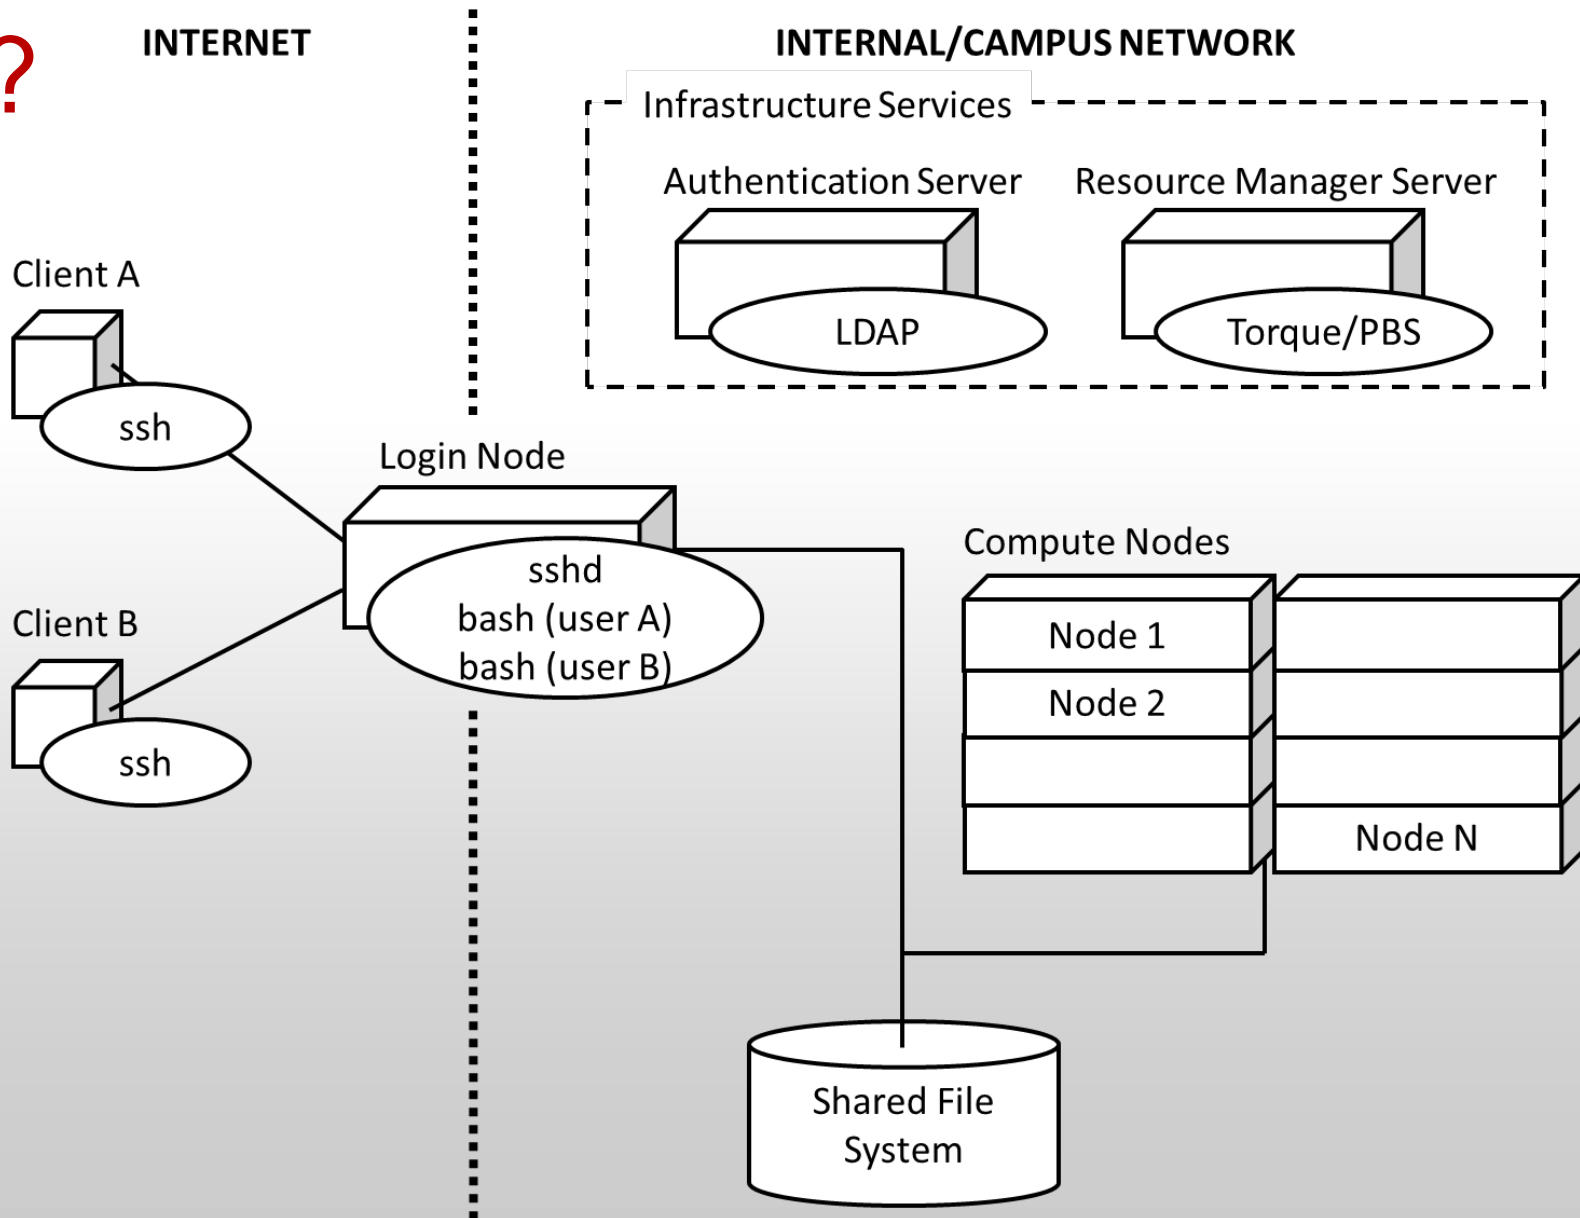 ?
INTERNET
INTERNAL/CAMPUS NETWORK
Infrastructure Services
Authentication Server
Resource Manager Server
LDAP
Torque/PBS
Client A
ssh
Login Node
sshd
bash (user A)
bash (user B)
Client B
ssh
Compute Nodes
Node 1
Node 2
Node N
Shared File
System